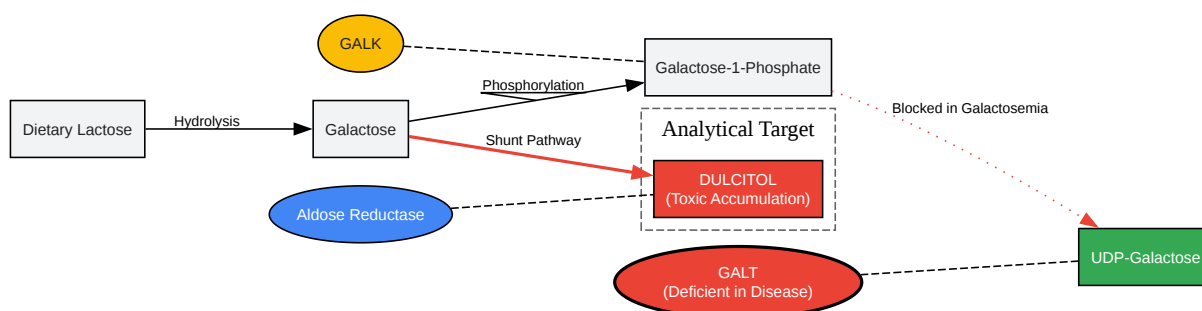 GALK
Galactose-1-Phosphate
Phosphorylation
Blocked in Galactosemia
Dietary Lactose
Hydrolysis
Galactose
Analytical Target
Shunt Pathway
DULCITOL
(Toxic Accumulation)
Aldose Reductase
UDP-Galactose
GALT
(Deficient in Disease)